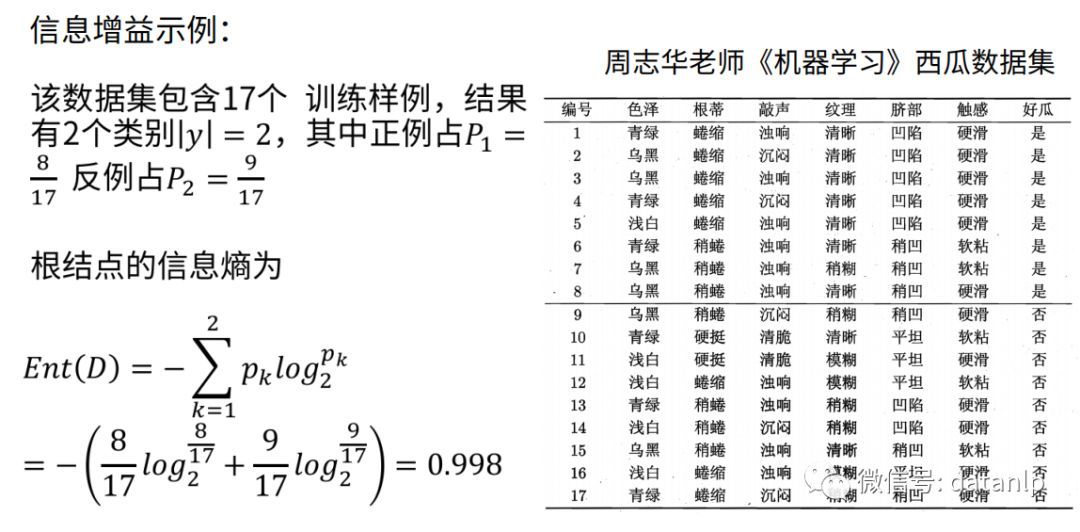 信息增益示例：
该数据集包含17个 训练样例，结果
有2个类别|y| = 2，其中正例占P₁ =
8/17 反例占P₂ = 9/17
根结点的信息熵为
Ent(D) = −∑_{k=1}^{2} p_k log_2^{p_k}
= −(8/17 log_2^{8/17} + 9/17 log_2^{9/17}) = 0.998
周志华老师《机器学习》西瓜数据集
编号 色泽 根蒂 敲声 纹理 脐部 触感 好瓜
1 青绿 蜷缩 浊响 清晰 凹陷 硬滑 是
2 乌黑 蜷缩 沉闷 清晰 凹陷 硬滑 是
3 乌黑 蜷缩 浊响 清晰 凹陷 硬滑 是
4 青绿 蜷缩 沉闷 清晰 凹陷 硬滑 是
5 浅白 蜷缩 浊响 清晰 凹陷 硬滑 是
6 青绿 稍蜷 浊响 清晰 稍凹 软粘 是
7 乌黑 稍蜷 浊响 稍糊 稍凹 软粘 是
8 乌黑 稍蜷 浊响 清晰 稍凹 硬滑 是
9 乌黑 稍蜷 沉闷 稍糊 稍凹 硬滑 否
10 青绿 硬挺 清脆 清晰 平坦 软粘 否
11 浅白 硬挺 清脆 模糊 平坦 硬滑 否
12 浅白 蜷缩 浊响 模糊 平坦 软粘 否
13 青绿 稍蜷 浊响 稍糊 凹陷 硬滑 否
14 浅白 稍蜷 沉闷 稍糊 凹陷 硬滑 否
15 乌黑 稍蜷 浊响 清晰 稍凹 软粘 否
16 浅白 蜷缩 浊响 模糊 平坦 硬滑 否
17 青绿 蜷缩 沉闷 稍糊 稍凹 硬滑 否
微信号: datanlp